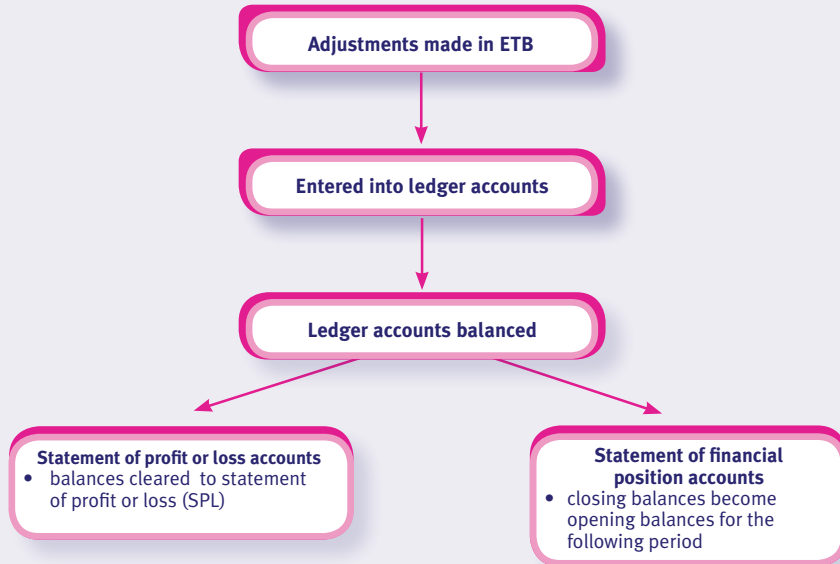 Adjustments made in ETB
Entered into ledger accounts
Ledger accounts balanced
Statement of profit or loss accounts
• balances cleared to statement
of profit or loss (SPL)
Statement of financial
position accounts
• closing balances become
opening balances for the
following period